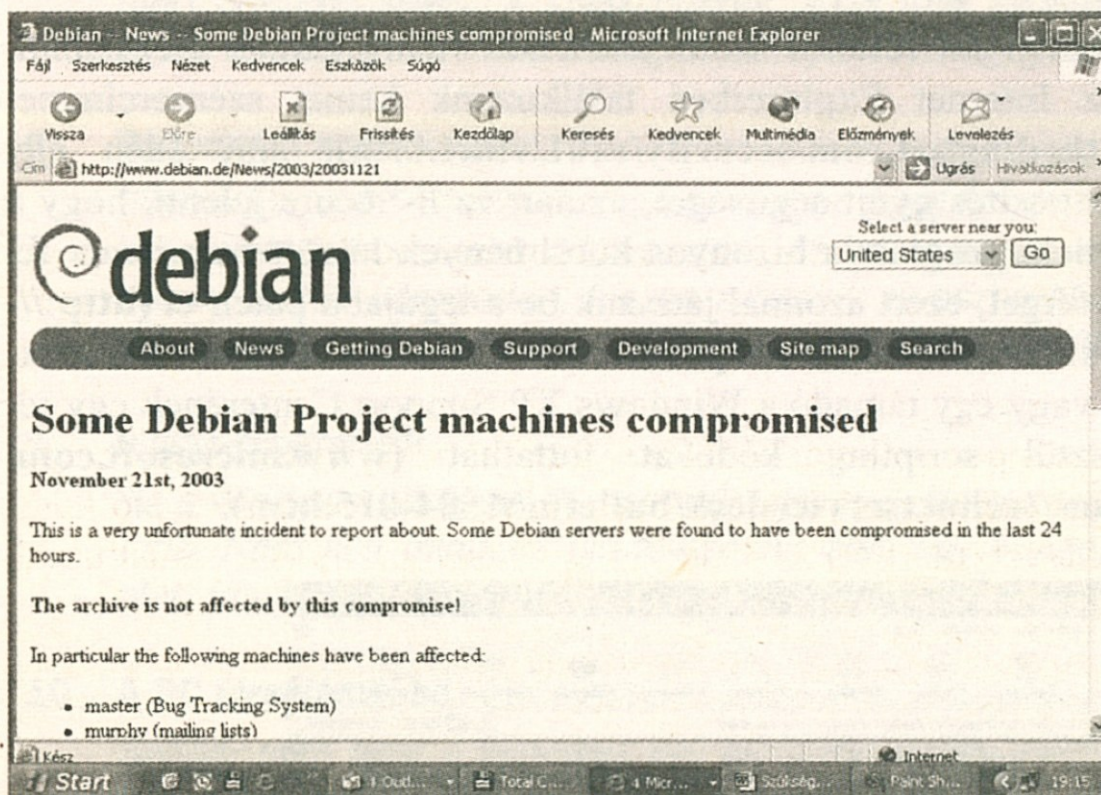 Debian -- News -- Some Debian Project machines compromised - Microsoft Internet Explorer
Fájl Szerkesztés Nézet Kedvencek Eszközök Súgó
Vissza Előre Leállítás Frissítés Kezdőlap Keresés Kedvencek Multimédia Előzmények Levelezés
Cím http://www.debian.de/News/2003/20031121 Ugrás Hivatkozások
debian
Select a server near you:
United States Go
About News Getting Debian Support Development Site map Search
Some Debian Project machines compromised
November 21st, 2003
This is a very unfortunate incident to report about. Some Debian servers were found to have been compromised in the last 24
hours.
The archive is not affected by this compromise!
In particular the following machines have been affected:
• master (Bug Tracking System)
• murphy (mailing lists)
Kész Internet
Start 1 Outl... Total C... 4 Micr... Szükség... Paint Sh... 19:15